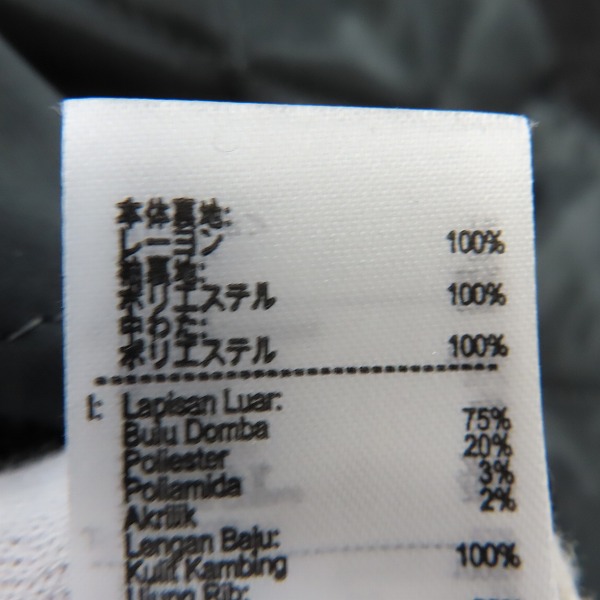 本体裏地:
レーヨン 100%
袖裏地:
ポリエステル 100%
中わた:
ポリエステル 100%
I: Lapisan Luar:
Bulu Domba 75%
Poliester 20%
Poliamida 3%
Akrilik 2%
Lengan Baju:
Kulit Kambing 100%
Ujung Rib: